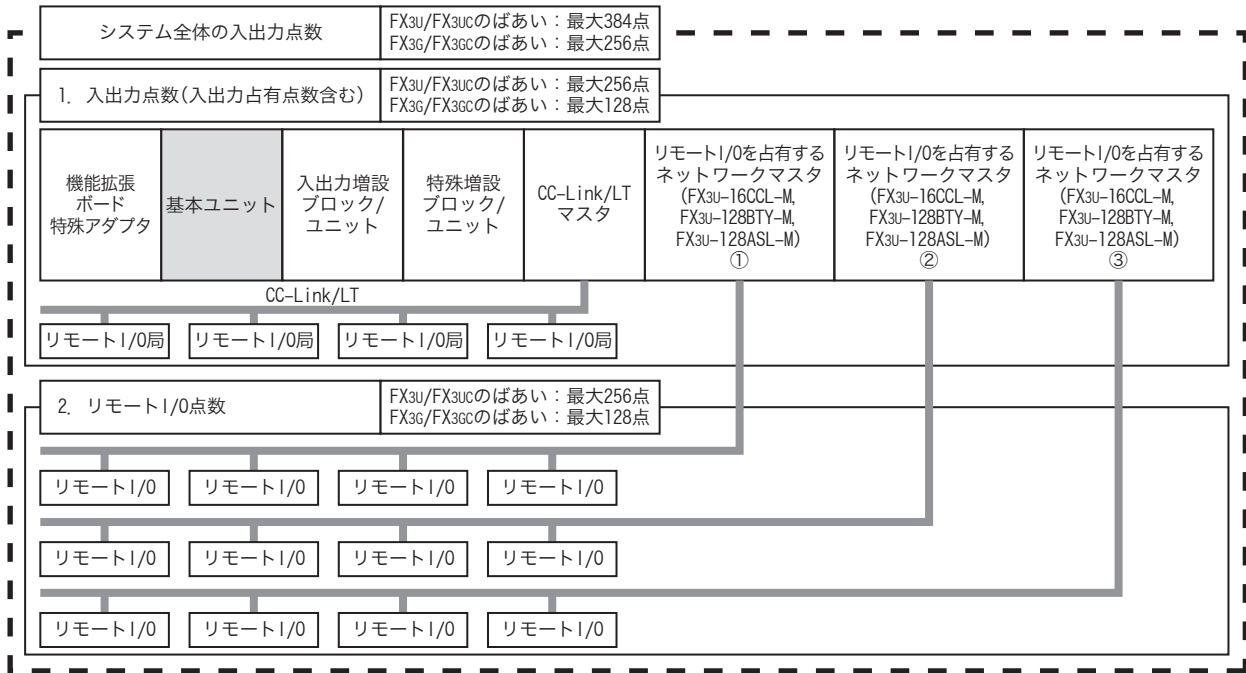 システム全体の入出力点数
FX3U/FX3UCのばあい：最大384点
FX3G/FX3GCのばあい：最大256点
1. 入出力点数(入出力占有点数含む)
FX3U/FX3UCのばあい：最大256点
FX3G/FX3GCのばあい：最大128点
機能拡張
ボード
特殊アダプタ
基本ユニット
入出力増設
ブロック/
ユニット
特殊増設
ブロック/
ユニット
CC-Link/LT
マスタ
リモートI/Oを占有する
ネットワークマスタ
(FX3U-16CCL-M,
FX3U-128BTY-M,
FX3U-128ASL-M)
①
リモートI/Oを占有する
ネットワークマスタ
(FX3U-16CCL-M,
FX3U-128BTY-M,
FX3U-128ASL-M)
②
リモートI/Oを占有する
ネットワークマスタ
(FX3U-16CCL-M,
FX3U-128BTY-M,
FX3U-128ASL-M)
③
CC-Link/LT
リモートI/O局
リモートI/O局
リモートI/O局
リモートI/O局
2. リモートI/O点数
FX3U/FX3UCのばあい：最大256点
FX3G/FX3GCのばあい：最大128点
リモートI/O
リモートI/O
リモートI/O
リモートI/O
リモートI/O
リモートI/O
リモートI/O
リモートI/O
リモートI/O
リモートI/O
リモートI/O
リモートI/O